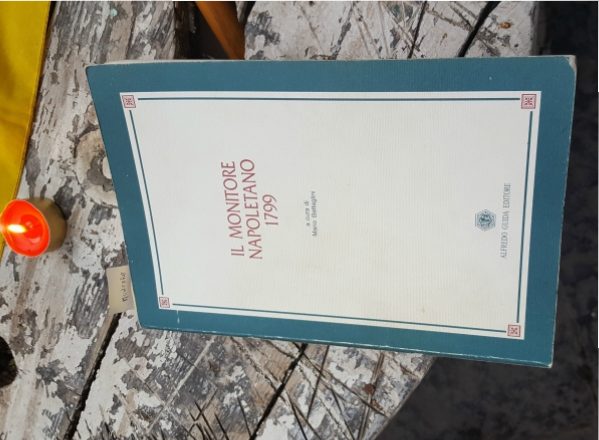 IL MONITORE
NAPOLETANO
1799
a cura di
Mario Battaglini
ALFREDO GUIDA EDITORE